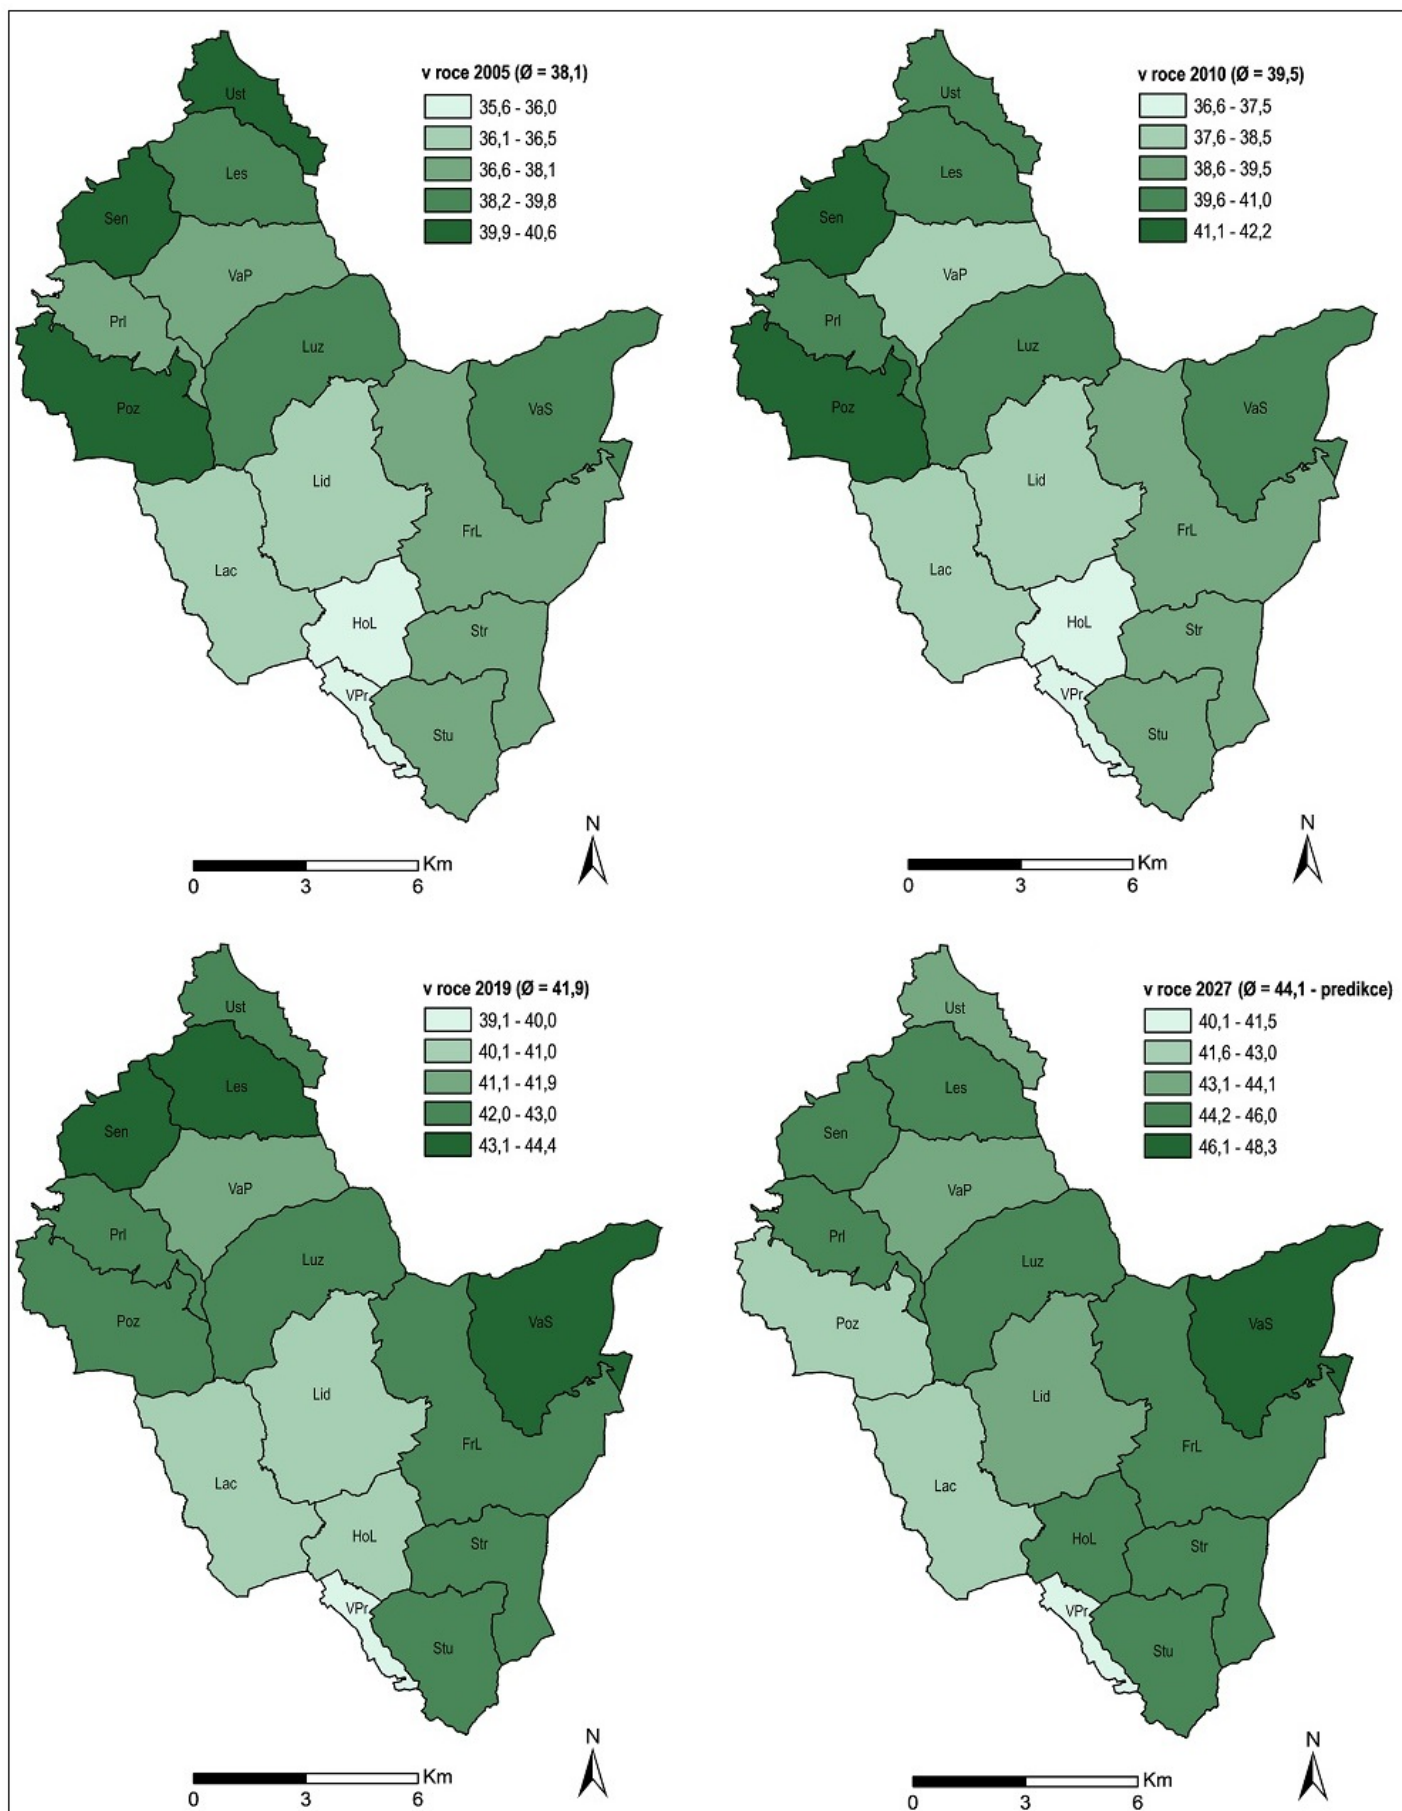 v roce 2005 (Ø = 38,1)
35,6 - 36,0
36,1 - 36,5
36,6 - 38,1
38,2 - 39,8
39,9 - 40,6
Ust
Les
Sen
VaP
Prl
Luz
Poz
VaS
Lid
FrL
Lac
HoL
Str
VPr
Stu
N
Km
0 3 6
v roce 2010 (Ø = 39,5)
36,6 - 37,5
37,6 - 38,5
38,6 - 39,5
39,6 - 41,0
41,1 - 42,2
Ust
Les
Sen
VaP
Prl
Luz
Poz
VaS
Lid
FrL
Lac
HoL
Str
VPr
Stu
N
Km
0 3 6
v roce 2019 (Ø = 41,9)
39,1 - 40,0
40,1 - 41,0
41,1 - 41,9
42,0 - 43,0
43,1 - 44,4
Ust
Les
Sen
VaP
Prl
Luz
Poz
VaS
Lid
FrL
Lac
HoL
Str
VPr
Stu
N
Km
0 3 6
v roce 2027 (Ø = 44,1 - predikce)
40,1 - 41,5
41,6 - 43,0
43,1 - 44,1
44,2 - 46,0
46,1 - 48,3
Ust
Les
Sen
VaP
Prl
Luz
Poz
VaS
Lid
FrL
Lac
HoL
Str
VPr
Stu
N
Km
0 3 6